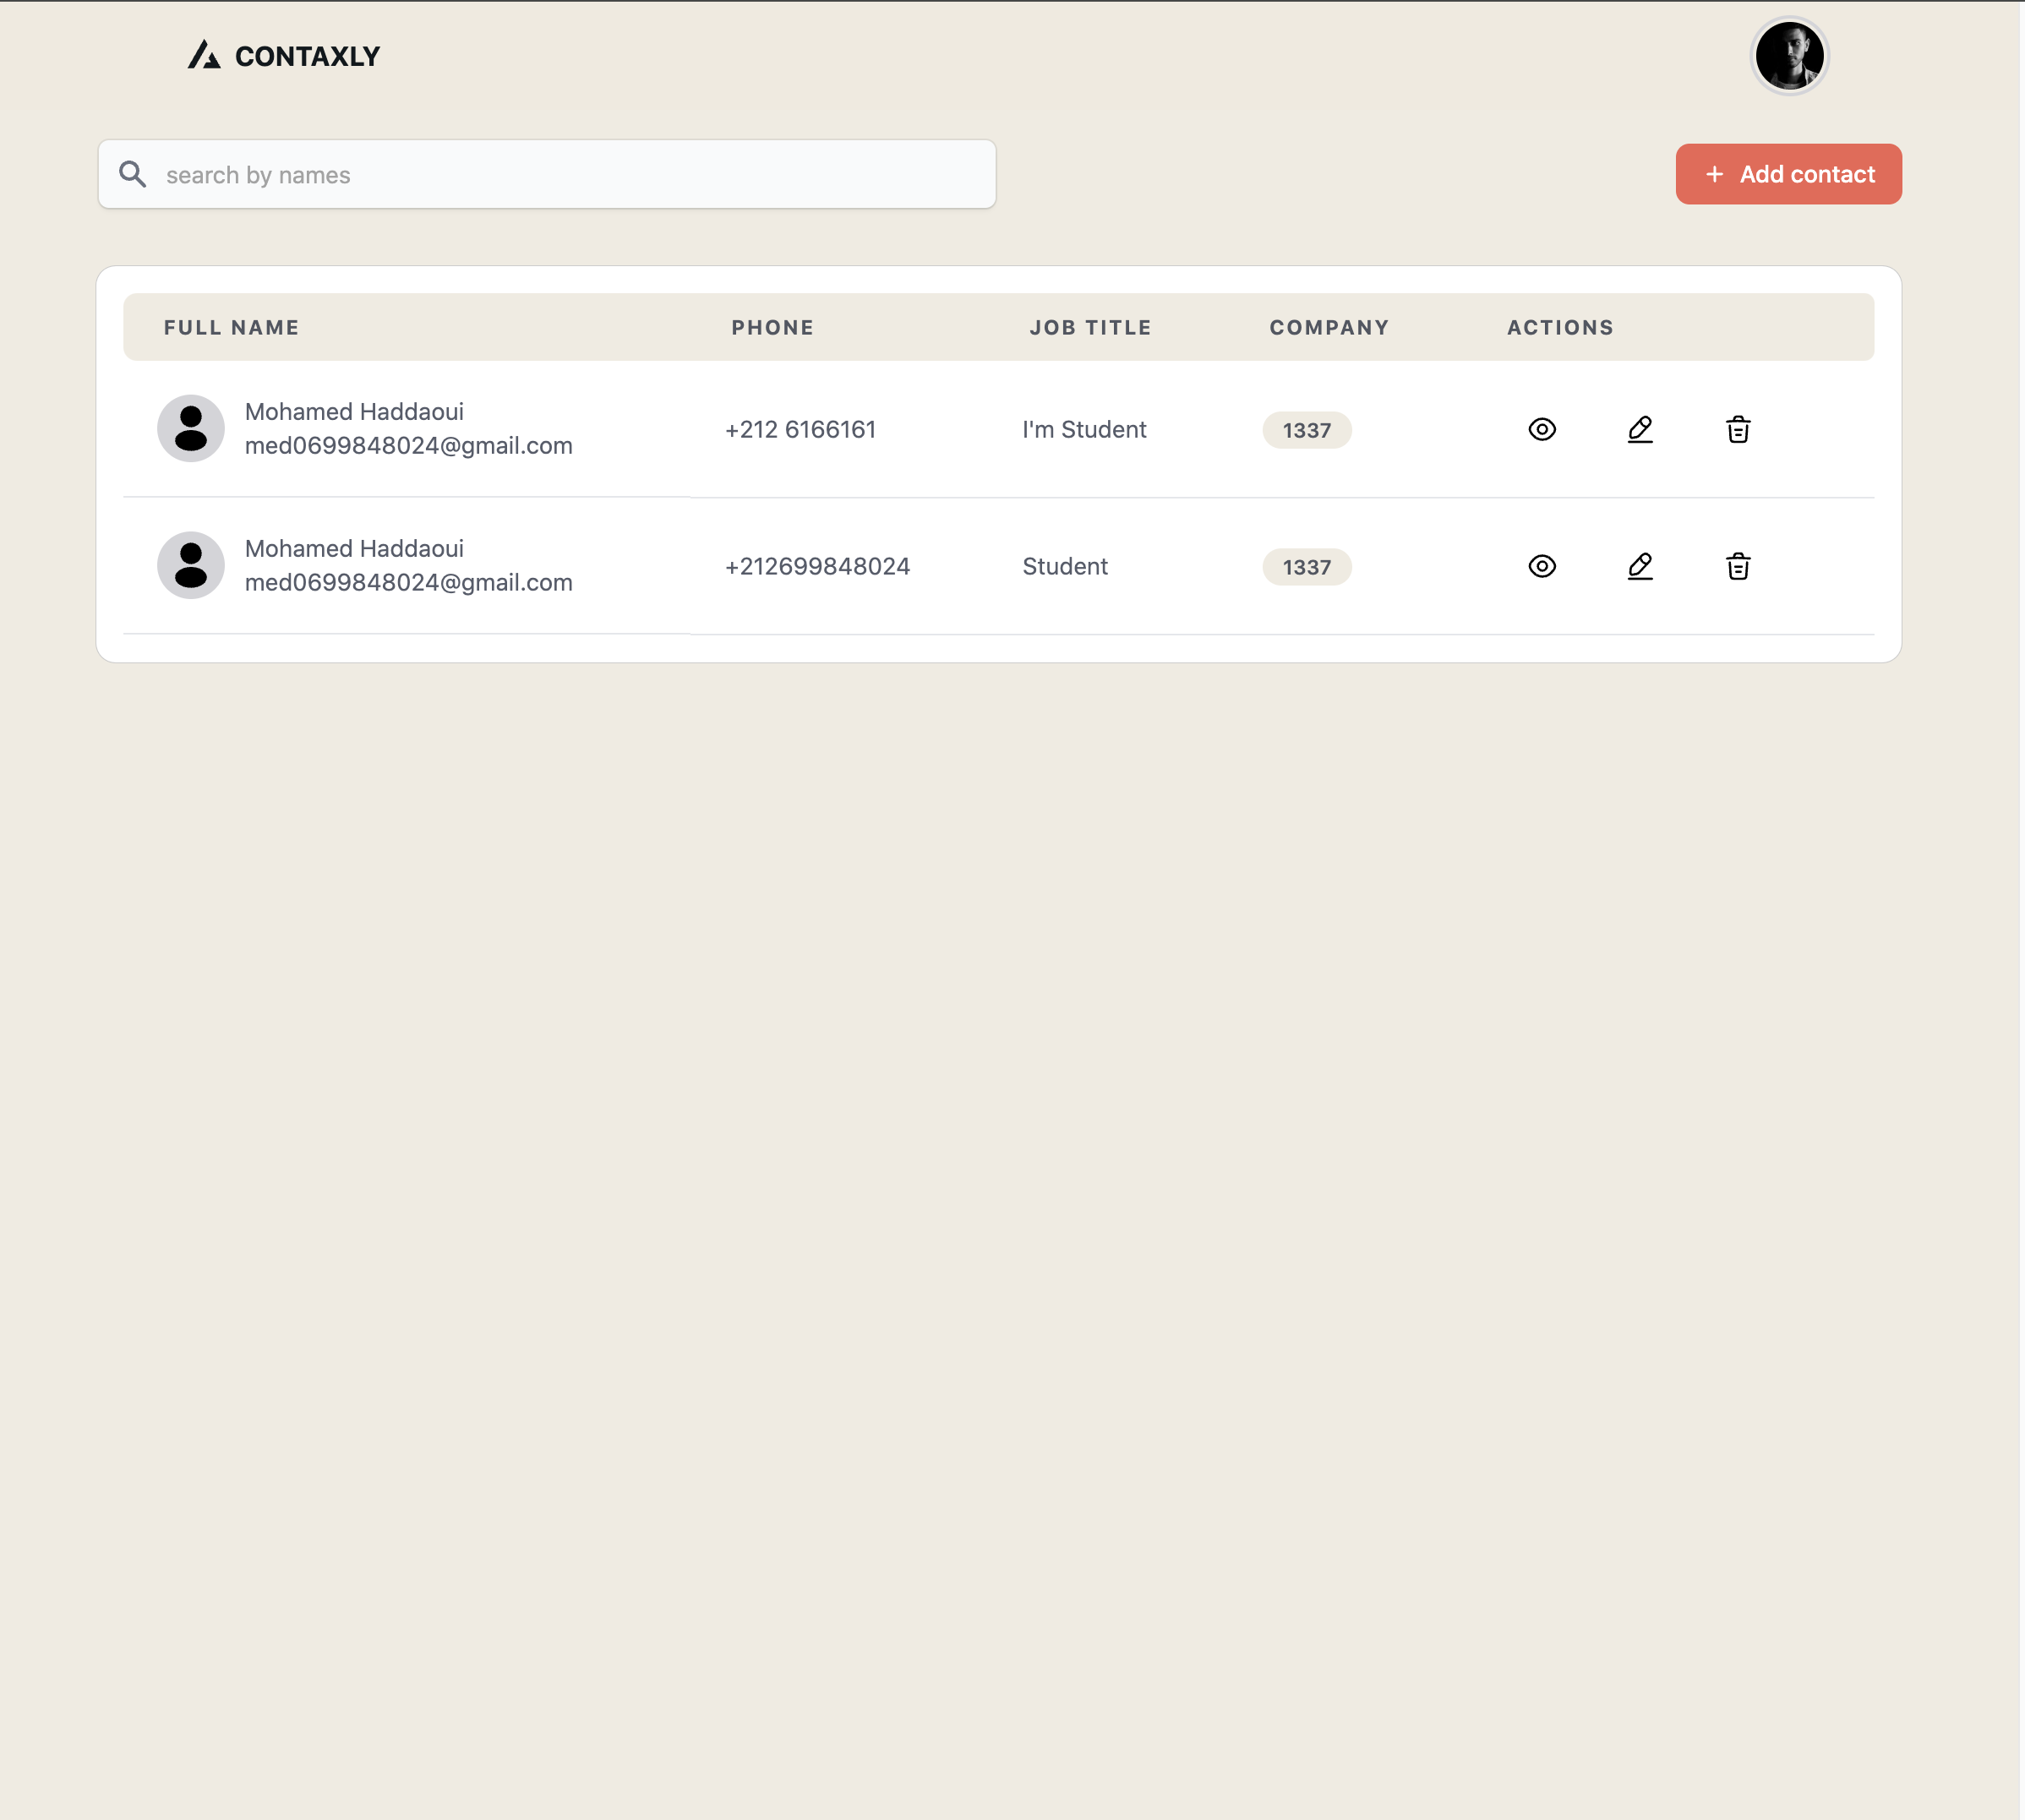 CONTAXLY
search by names
+ Add contact
FULL NAME PHONE JOB TITLE COMPANY ACTIONS
Mohamed Haddaoui
med0699848024@gmail.com
+212 6166161 I'm Student 1337
Mohamed Haddaoui
med0699848024@gmail.com
+212699848024 Student 1337